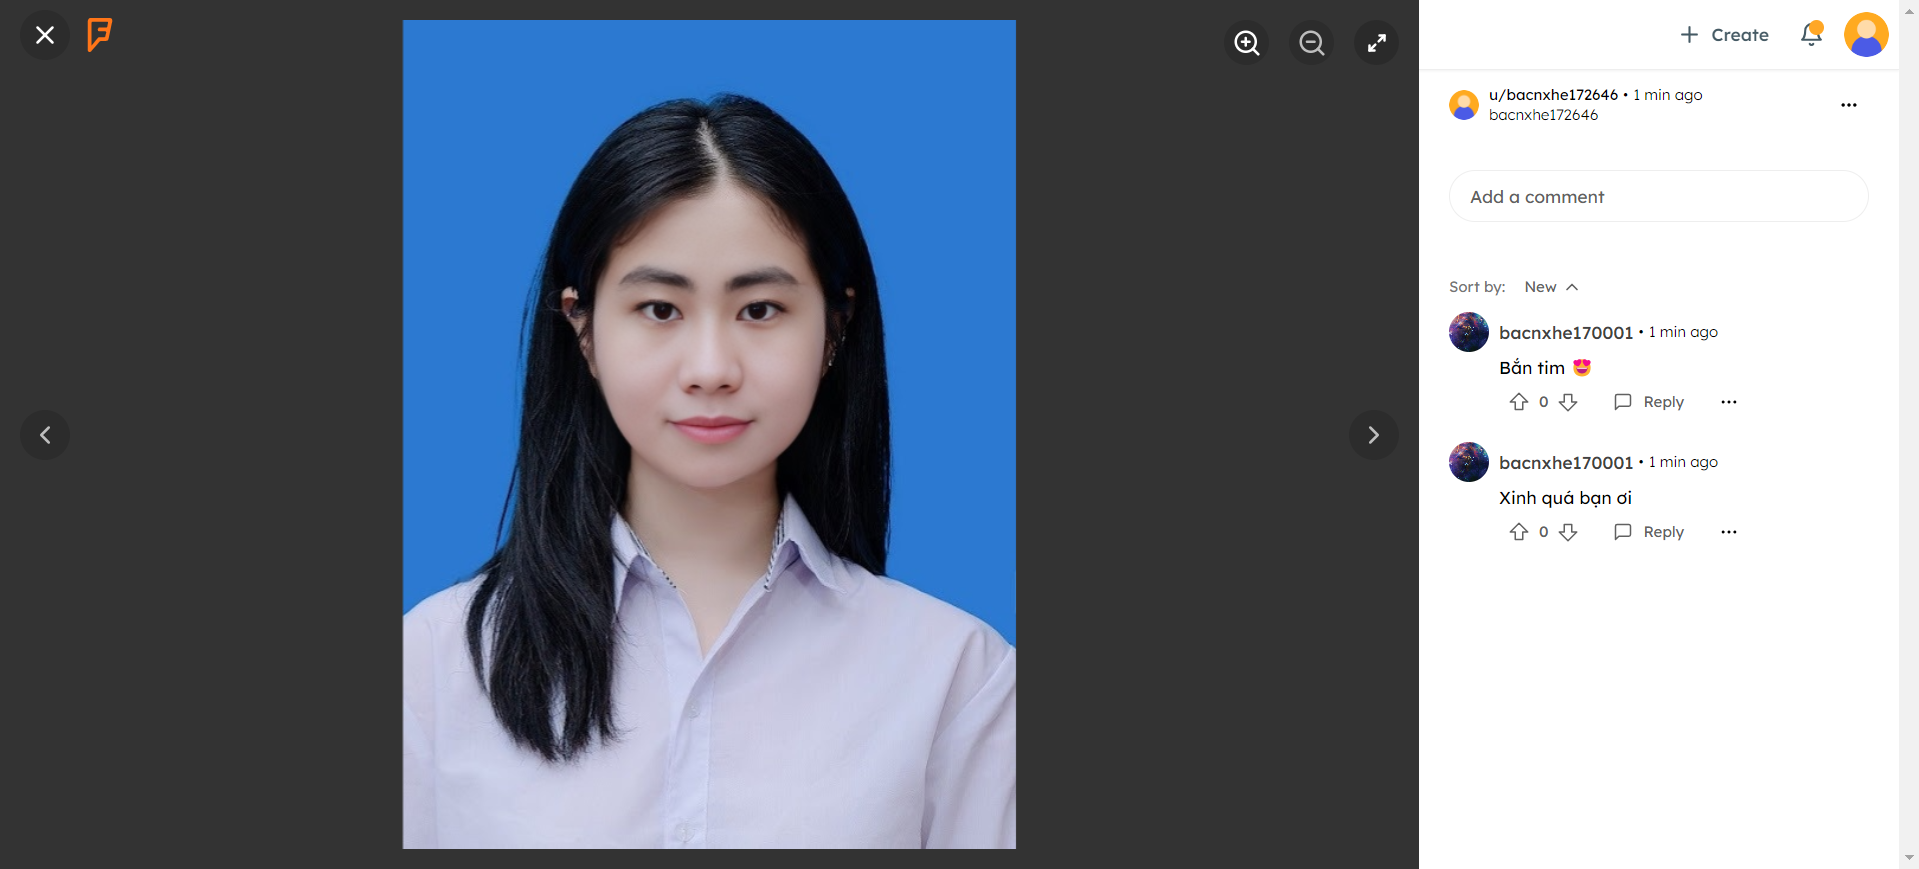 Create
u/bacnxhe172646 • 1 min ago
bacnxhe172646
Add a comment
Sort by: New
bacnxhe170001 • 1 min ago
Bắn tim 😍
0 Reply
bacnxhe170001 • 1 min ago
Xinh quá bạn ơi
0 Reply